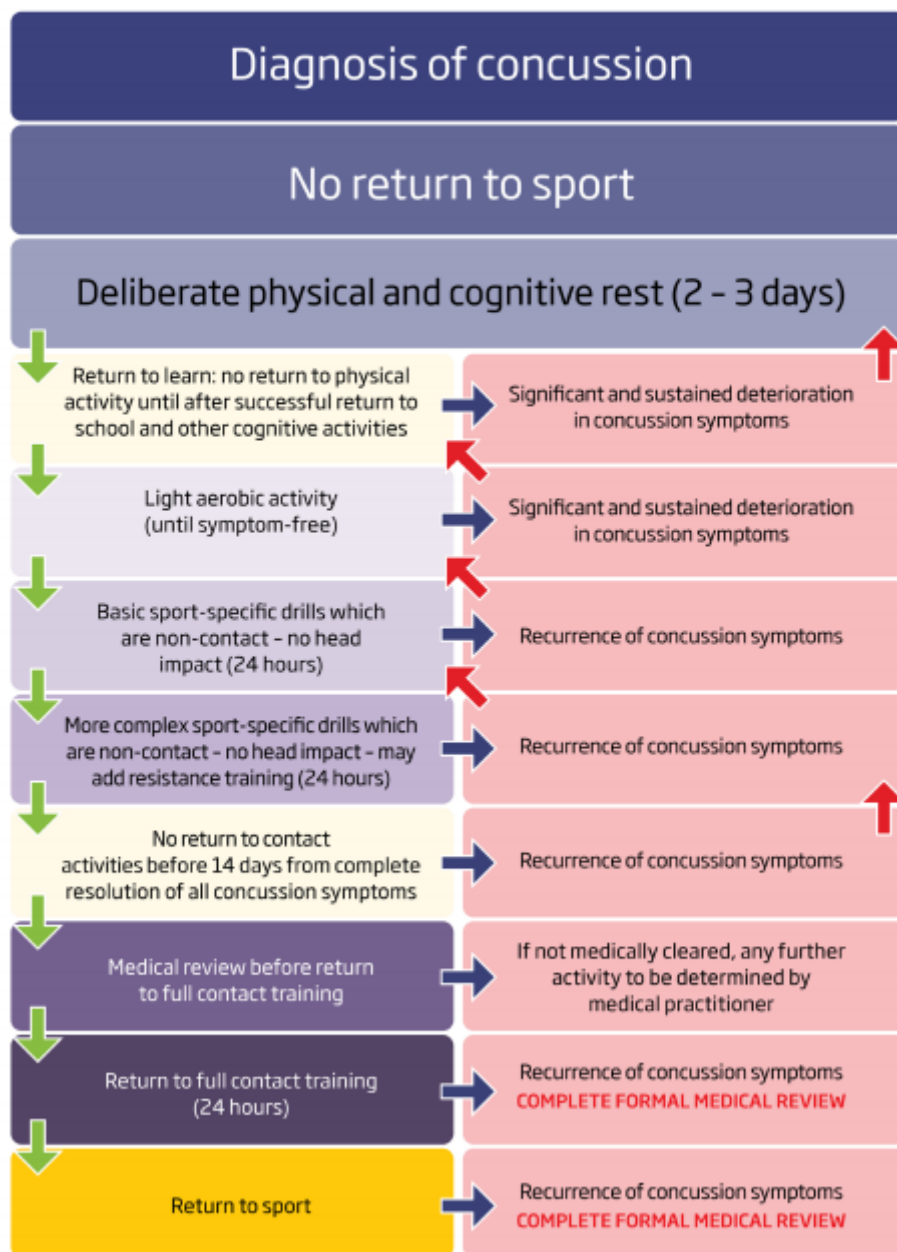 Diagnosis of concussion
No return to sport
Deliberate physical and cognitive rest (2 – 3 days)
Return to learn: no return to physical
activity until after successful return to
school and other cognitive activities
Significant and sustained deterioration
in concussion symptoms
Light aerobic activity
(until symptom-free)
Significant and sustained deterioration
in concussion symptoms
Basic sport-specific drills which
are non-contact – no head
impact (24 hours)
Recurrence of concussion symptoms
More complex sport-specific drills which
are non-contact – no head impact – may
add resistance training (24 hours)
Recurrence of concussion symptoms
No return to contact
activities before 14 days from complete
resolution of all concussion symptoms
Recurrence of concussion symptoms
Medical review before return
to full contact training
If not medically cleared, any further
activity to be determined by
medical practitioner
Return to full contact training
(24 hours)
Recurrence of concussion symptoms
COMPLETE FORMAL MEDICAL REVIEW
Return to sport
Recurrence of concussion symptoms
COMPLETE FORMAL MEDICAL REVIEW